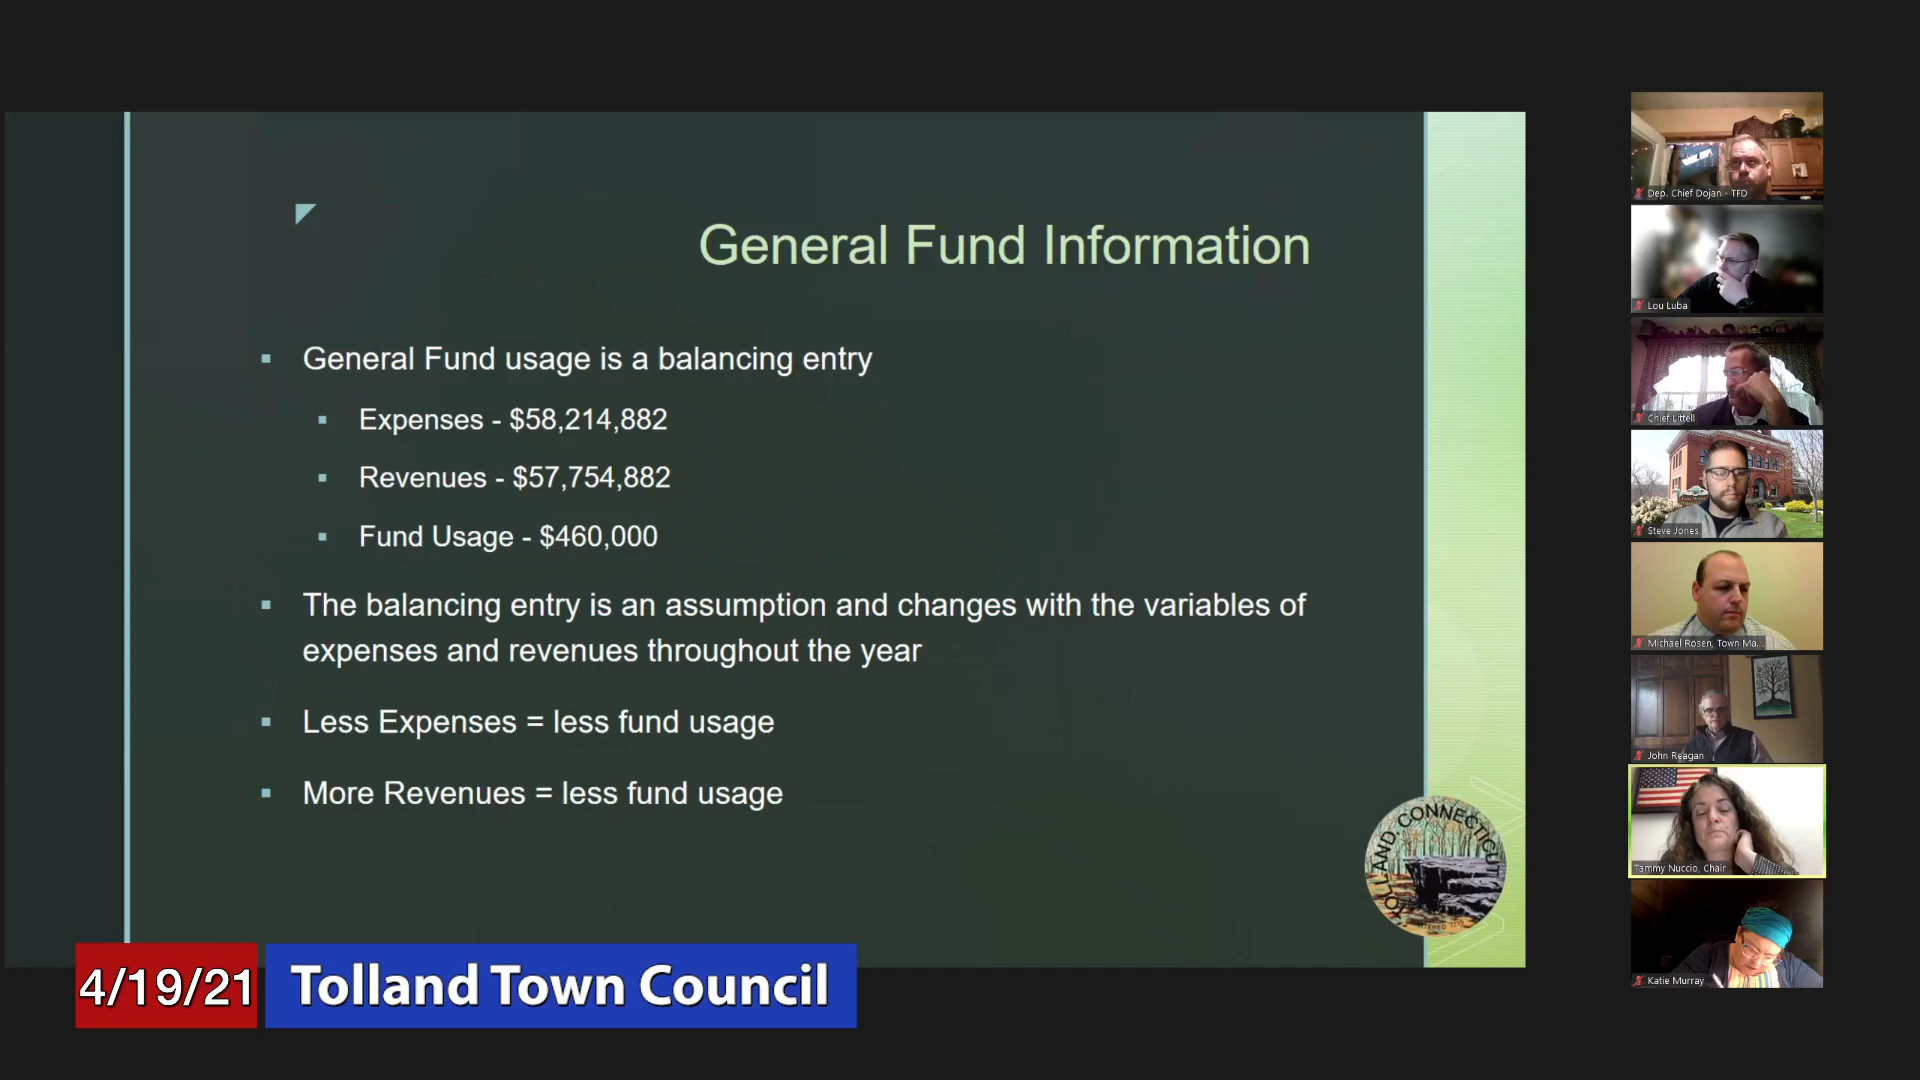 General Fund Information
General Fund usage is a balancing entry
Expenses - $58,214,882
Revenues - $57,754,882
Fund Usage - $460,000
The balancing entry is an assumption and changes with the variables of
expenses and revenues throughout the year
Less Expenses = less fund usage
More Revenues = less fund usage
TOLLAND, CONNECTICUT
4/19/21
Tolland Town Council
Dep. Chief Dojan - TFD
Lou Luba
Chief Littell
Steve Jones
Michael Rosen, Town Ma...
John Reagan
Tammy Nuccio, Chair
Katie Murray